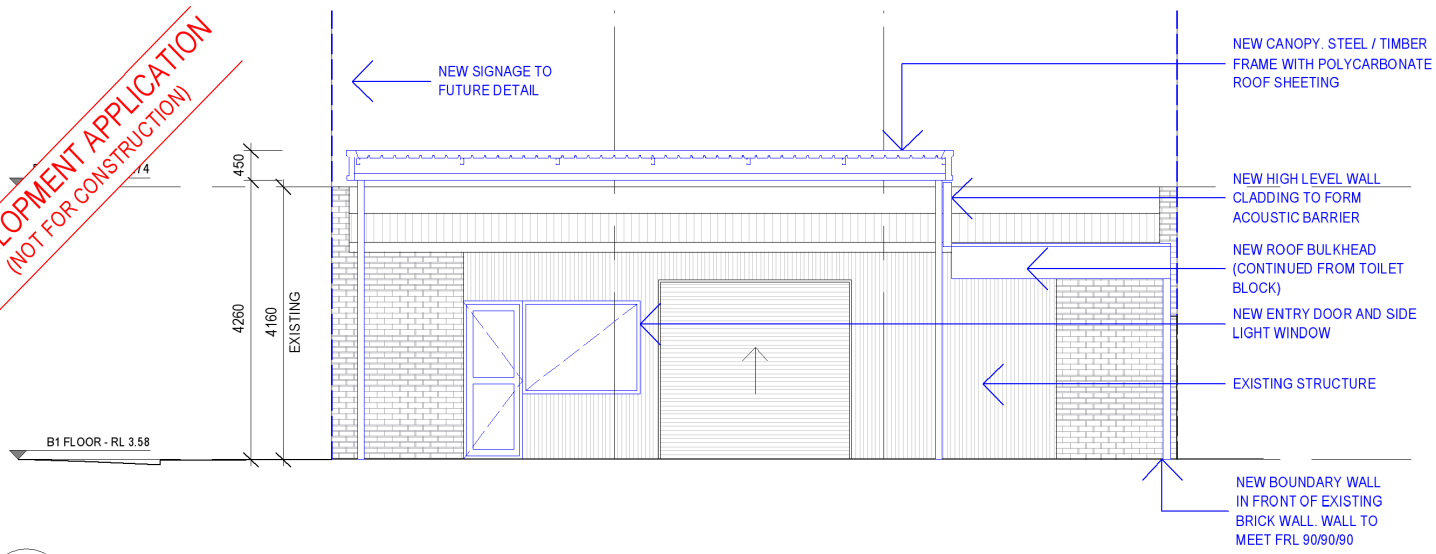 LOPMENT APPLICATION
(NOT FOR CONSTRUCTION)
NEW SIGNAGE TO
FUTURE DETAIL
NEW CANOPY. STEEL / TIMBER
FRAME WITH POLYCARBONATE
ROOF SHEETING
450
NEW HIGH LEVEL WALL
CLADDING TO FORM
ACOUSTIC BARRIER
NEW ROOF BULKHEAD
(CONTINUED FROM TOILET
BLOCK)
4260
4160
EXISTING
NEW ENTRY DOOR AND SIDE
LIGHT WINDOW
EXISTING STRUCTURE
B1 FLOOR - RL 3.58
NEW BOUNDARY WALL
IN FRONT OF EXISTING
BRICK WALL. WALL TO
MEET FRL 90/90/90